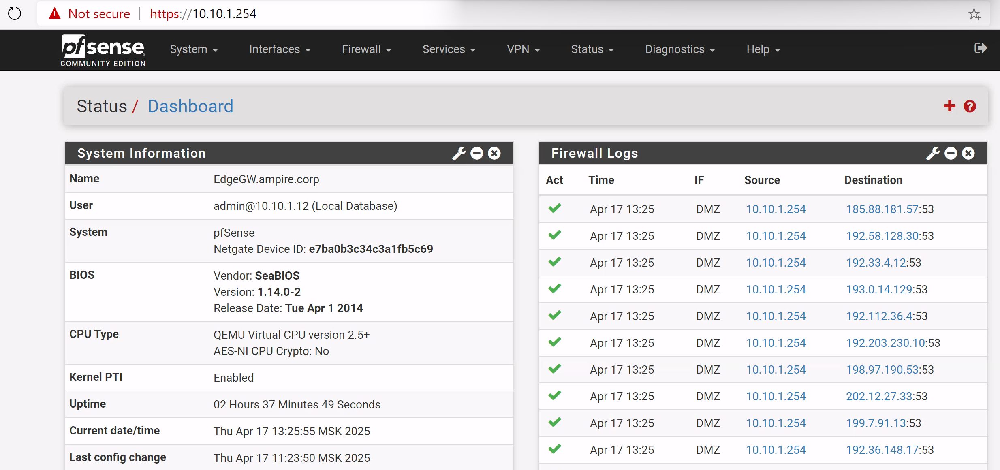 Not secure | https://10.10.1.254
pfsense
COMMUNITY EDITION
System Interfaces Firewall Services VPN Status Diagnostics Help
Status / Dashboard
System Information
Name EdgeGW.ampire.corp
User admin@10.10.1.12 (Local Database)
System pfSense
Netgate Device ID: e7ba0b3c34c3a1fb5c69
BIOS Vendor: SeaBIOS
Version: 1.14.0-2
Release Date: Tue Apr 1 2014
CPU Type QEMU Virtual CPU version 2.5+
AES-NI CPU Crypto: No
Kernel PTI Enabled
Uptime 02 Hours 37 Minutes 49 Seconds
Current date/time Thu Apr 17 13:25:55 MSK 2025
Last config change Thu Apr 17 11:23:50 MSK 2025
Firewall Logs
Act Time IF Source Destination
Apr 17 13:25 DMZ 10.10.1.254 185.88.181.57:53
Apr 17 13:25 DMZ 10.10.1.254 192.58.128.30:53
Apr 17 13:25 DMZ 10.10.1.254 192.33.4.12:53
Apr 17 13:25 DMZ 10.10.1.254 193.0.14.129:53
Apr 17 13:25 DMZ 10.10.1.254 192.112.36.4:53
Apr 17 13:25 DMZ 10.10.1.254 192.203.230.10:53
Apr 17 13:25 DMZ 10.10.1.254 198.97.190.53:53
Apr 17 13:25 DMZ 10.10.1.254 202.12.27.33:53
Apr 17 13:25 DMZ 10.10.1.254 199.7.91.13:53
Apr 17 13:25 DMZ 10.10.1.254 192.36.148.17:53